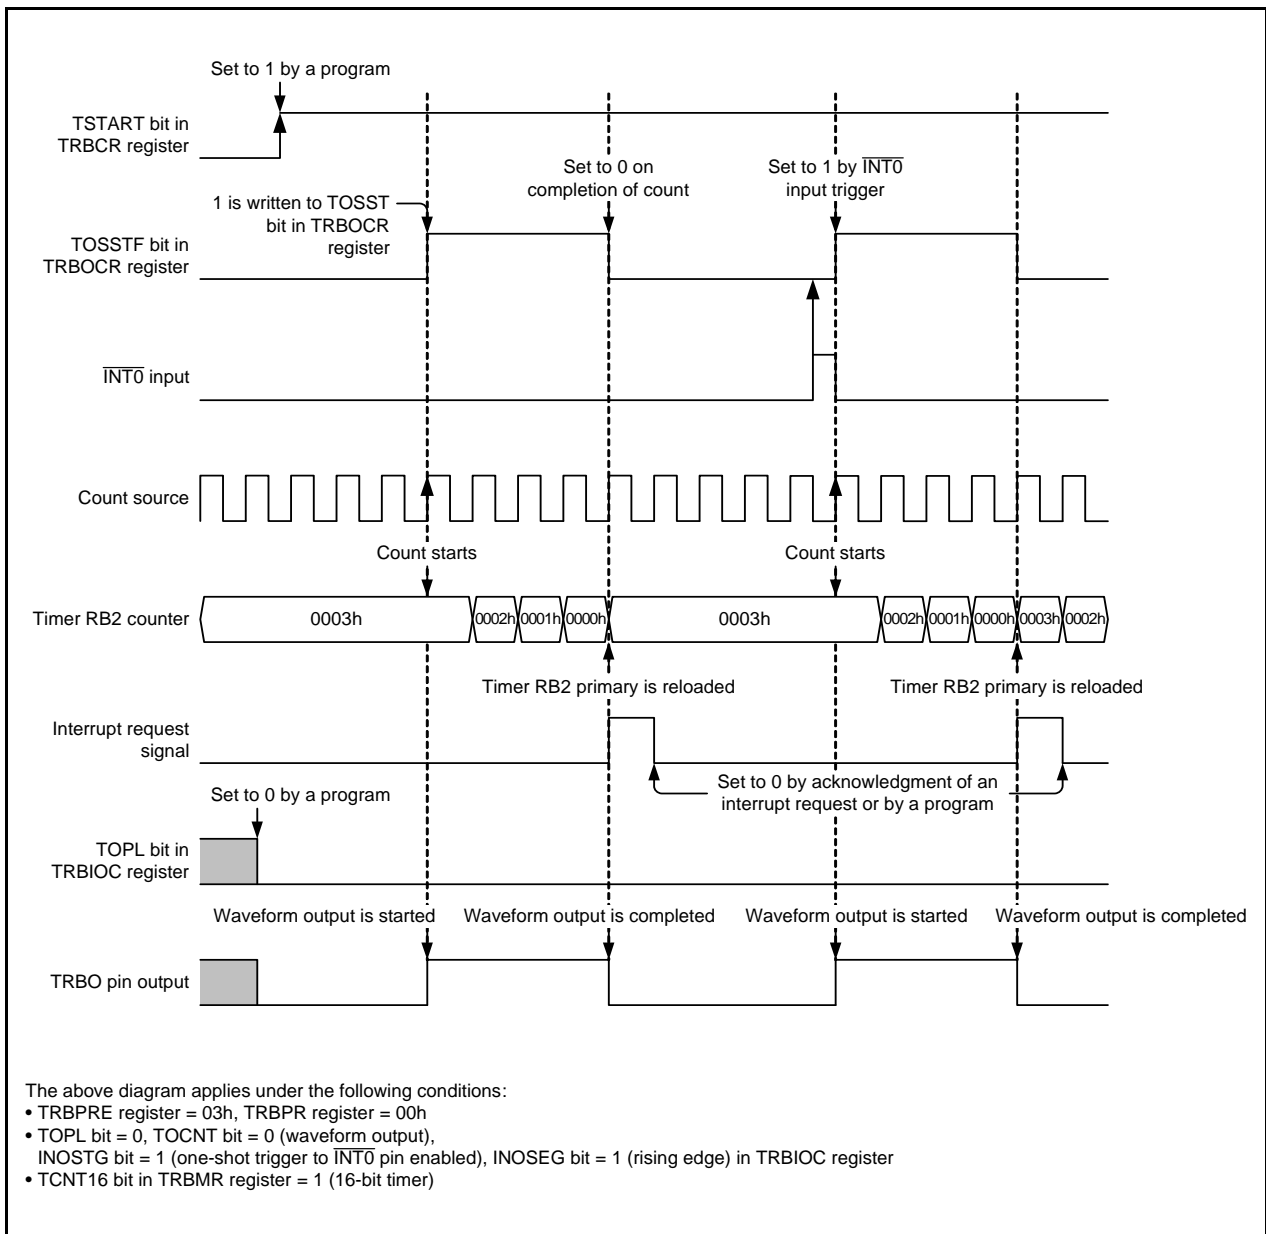 Set to 1 by a program
TSTART bit in
TRBCR register
Set to 0 on
completion of count
Set to 1 by INT0
input trigger
1 is written to TOSST
bit in TRBOCR
register
TOSSTF bit in
TRBOCR register
INT0 input
Count source
Count starts
Count starts
Timer RB2 counter
0003h
0002h
0001h
0000h
0003h
0002h
0001h
0000h
0003h
0002h
Timer RB2 primary is reloaded
Timer RB2 primary is reloaded
Interrupt request
signal
Set to 0 by acknowledgment of an
interrupt request or by a program
Set to 0 by a program
TOPL bit in
TRBIOC register
Waveform output is started
Waveform output is completed
Waveform output is started
Waveform output is completed
TRBO pin output
The above diagram applies under the following conditions:
• TRBPRE register = 03h, TRBPR register = 00h
• TOPL bit = 0, TOCNT bit = 0 (waveform output),
INOSTG bit = 1 (one-shot trigger to INT0 pin enabled), INOSEG bit = 1 (rising edge) in TRBIOC register
• TCNT16 bit in TRBMR register = 1 (16-bit timer)